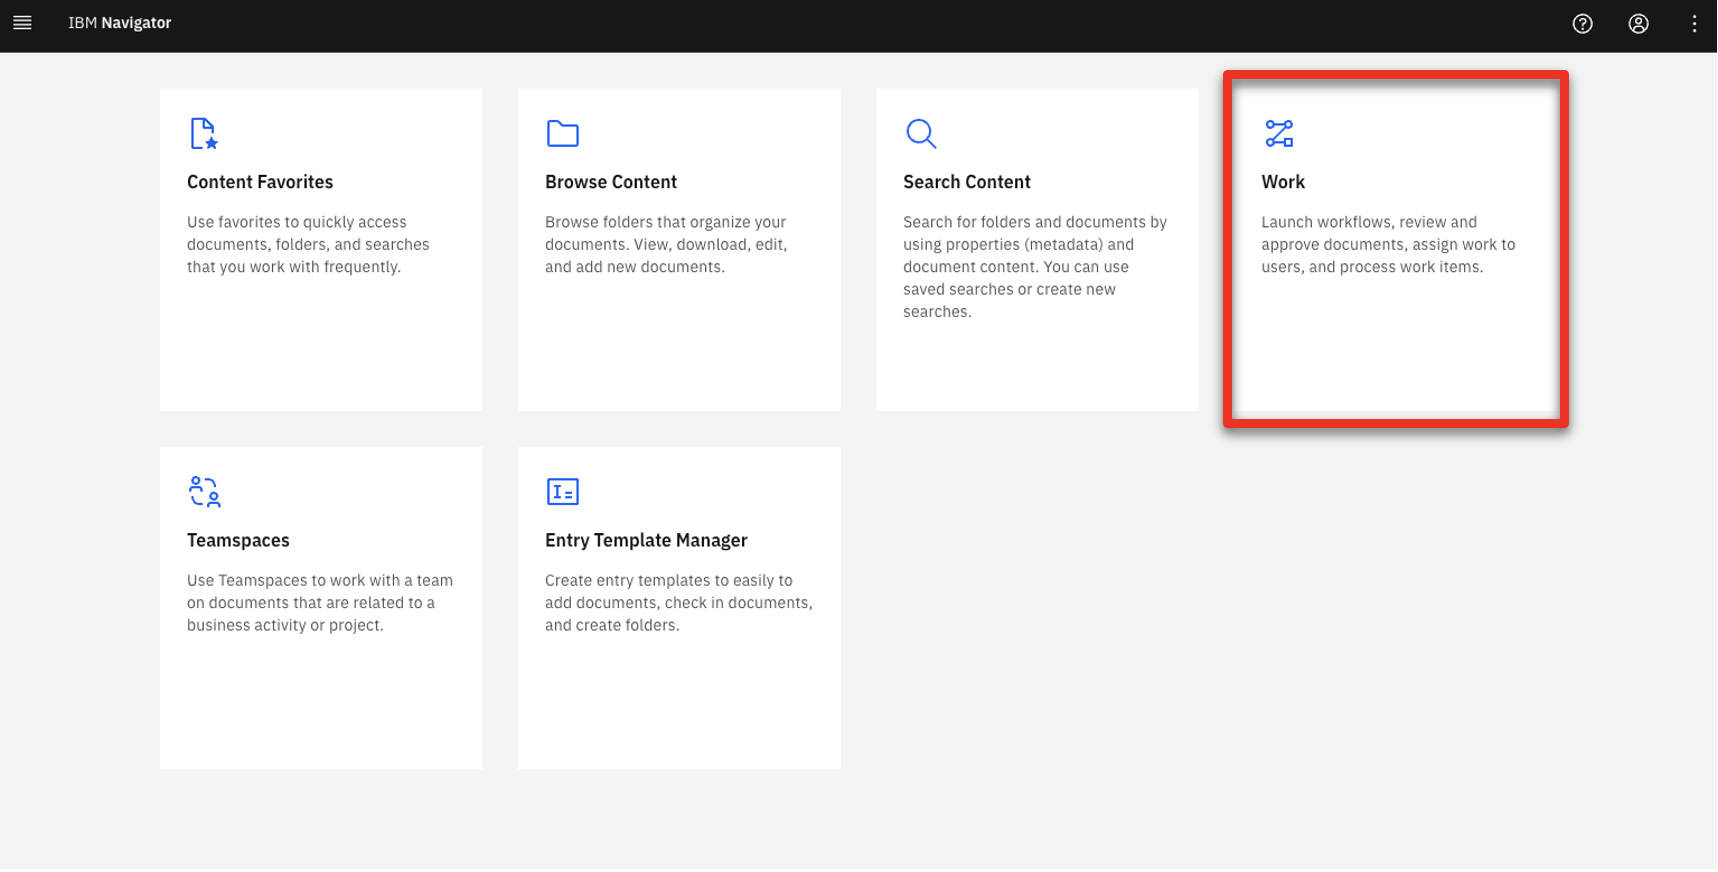 IBM Navigator
Content Favorites
Use favorites to quickly access
documents, folders, and searches
that you work with frequently.
Browse Content
Browse folders that organize your
documents. View, download, edit,
and add new documents.
Search Content
Search for folders and documents by
using properties (metadata) and
document content. You can use
saved searches or create new
searches.
Work
Launch workflows, review and
approve documents, assign work to
users, and process work items.
Teamspaces
Use Teamspaces to work with a team
on documents that are related to a
business activity or project.
Entry Template Manager
Create entry templates to easily to
add documents, check in documents,
and create folders.